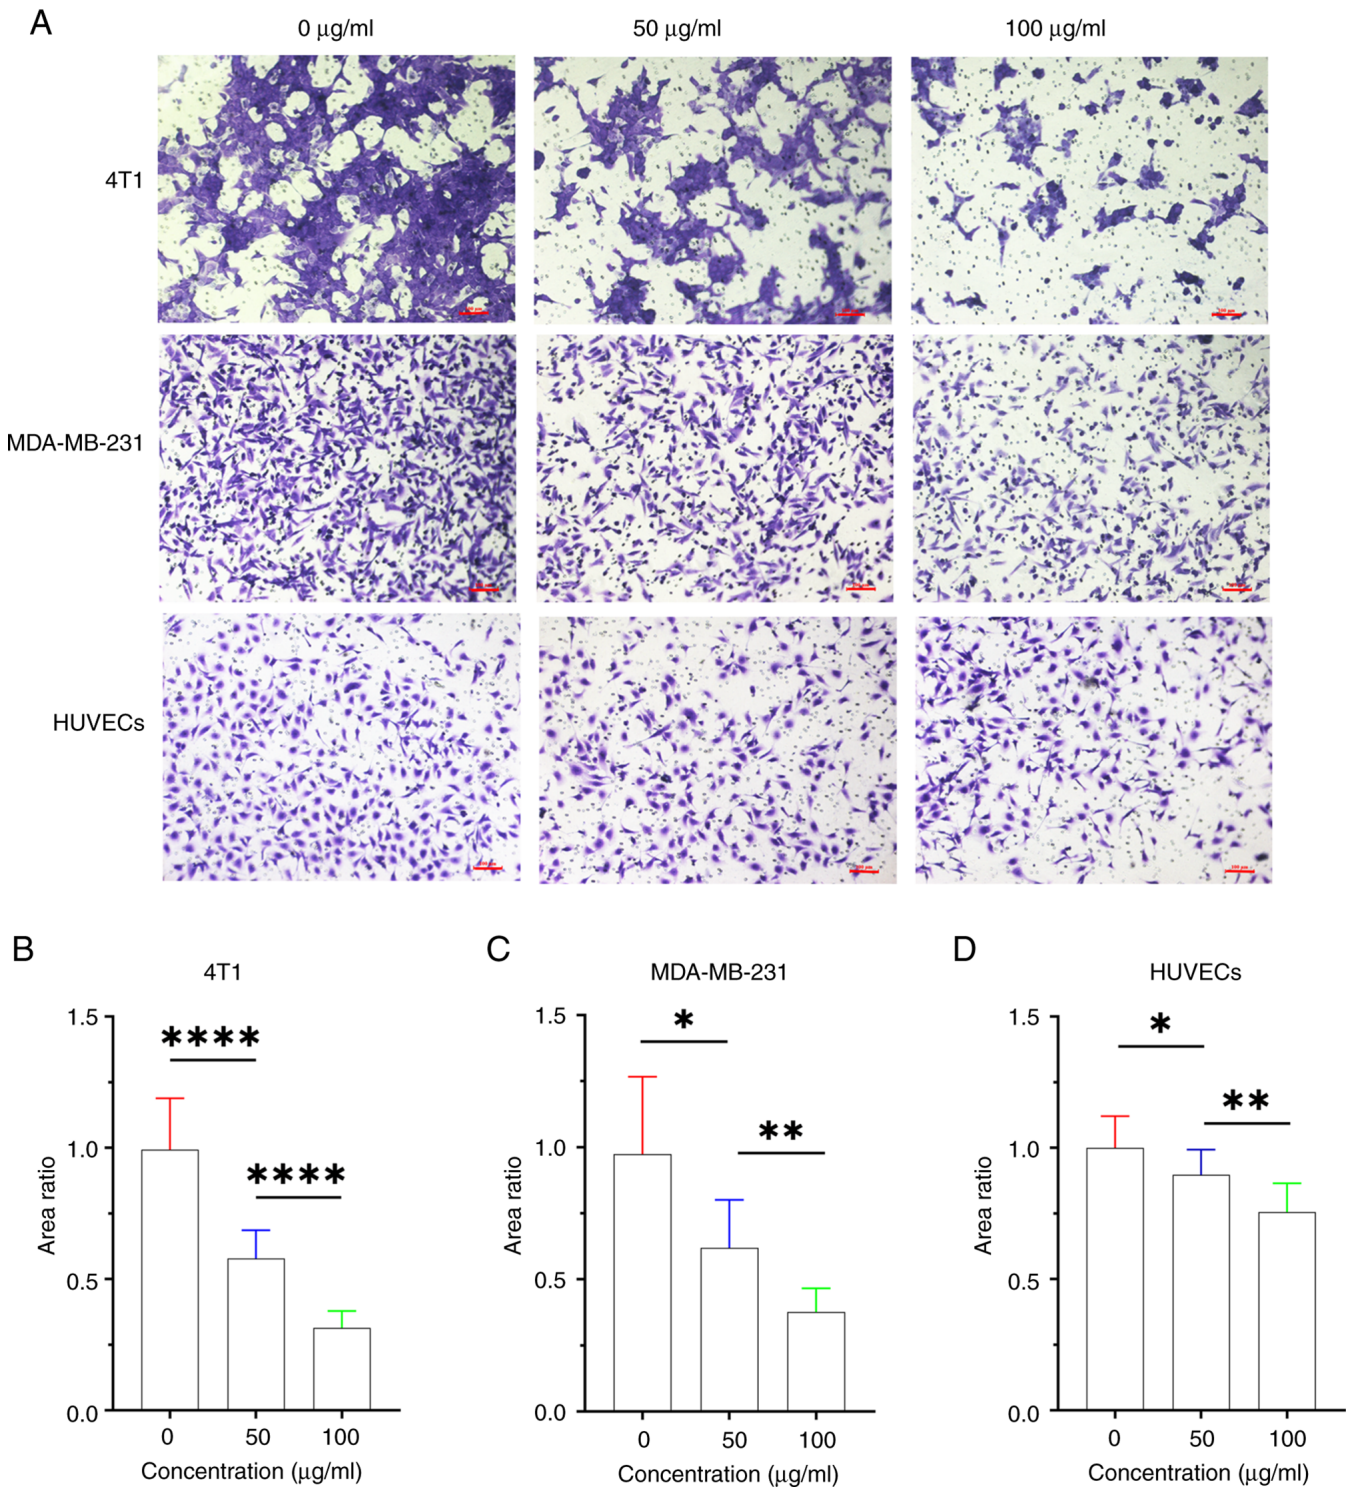 A
0 μg/ml
50 μg/ml
100 μg/ml
4T1
MDA-MB-231
HUVECs
B
4T1
1.5
1.0
0.5
0.0
Area ratio
****
****
0
50
100
Concentration (μg/ml)
C
MDA-MB-231
1.5
1.0
0.5
0.0
Area ratio
*
**
0
50
100
Concentration (μg/ml)
D
HUVECs
1.5
1.0
0.5
0.0
Area ratio
*
**
0
50
100
Concentration (μg/ml)